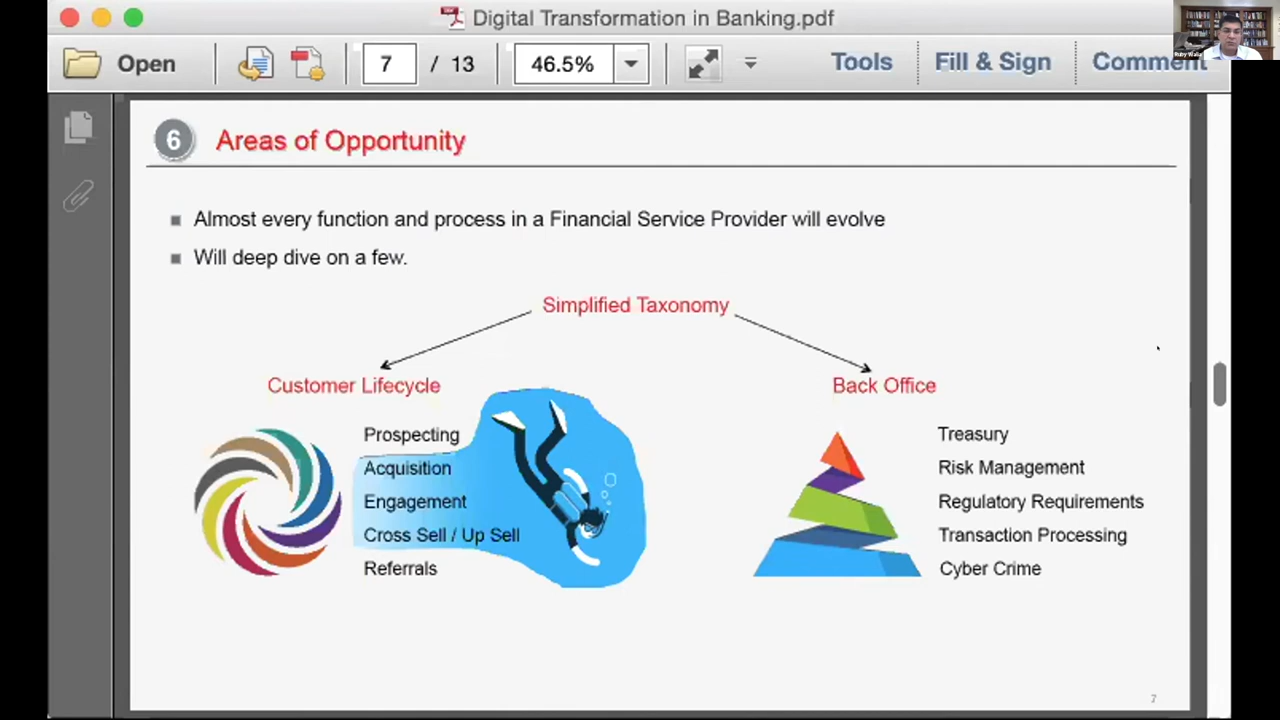 Digital Transformation in Banking.pdf
Open
7 / 13
46.5%
Tools
Fill & Sign
Comment
6
Areas of Opportunity
Almost every function and process in a Financial Service Provider will evolve
Will deep dive on a few.
Simplified Taxonomy
Customer Lifecycle
Prospecting
Acquisition
Engagement
Cross Sell / Up Sell
Referrals
Back Office
Treasury
Risk Management
Regulatory Requirements
Transaction Processing
Cyber Crime
7